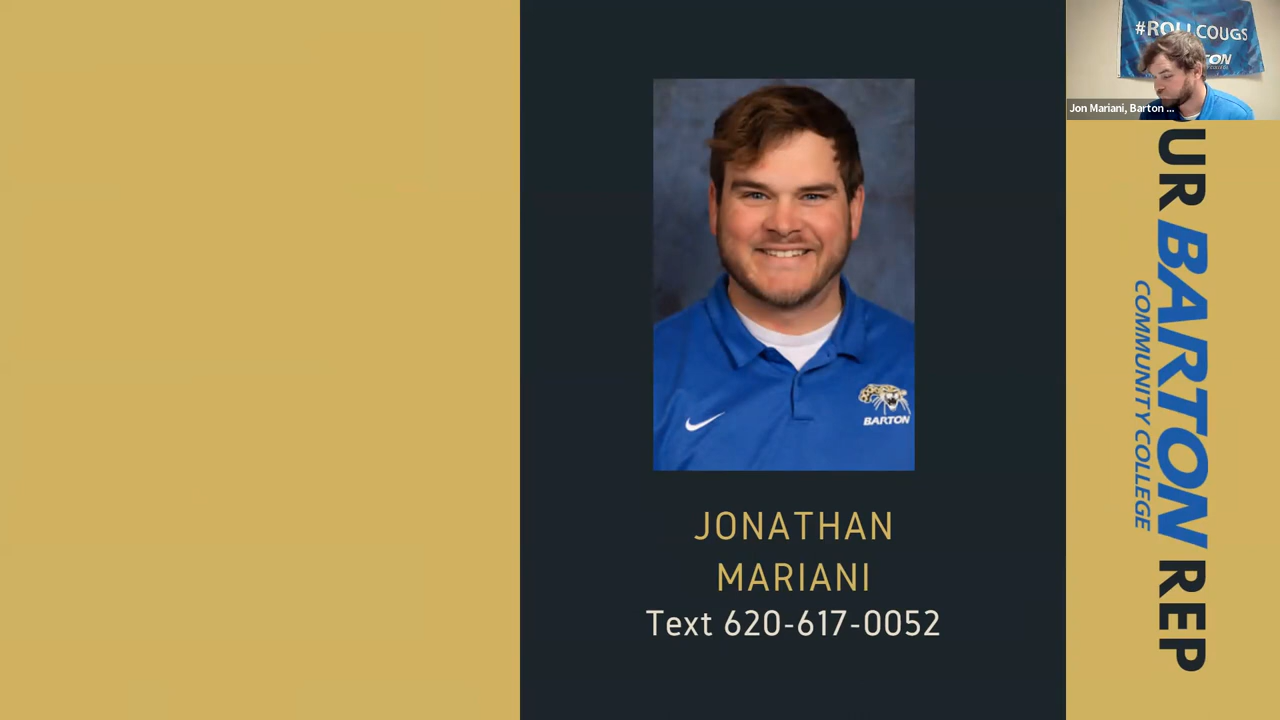 #ROLLCOUGS
Jon Mariani, Barton ...
UR BARTON REP
COMMUNITY COLLEGE
BARTON
JONATHAN
MARIANI
Text 620-617-0052